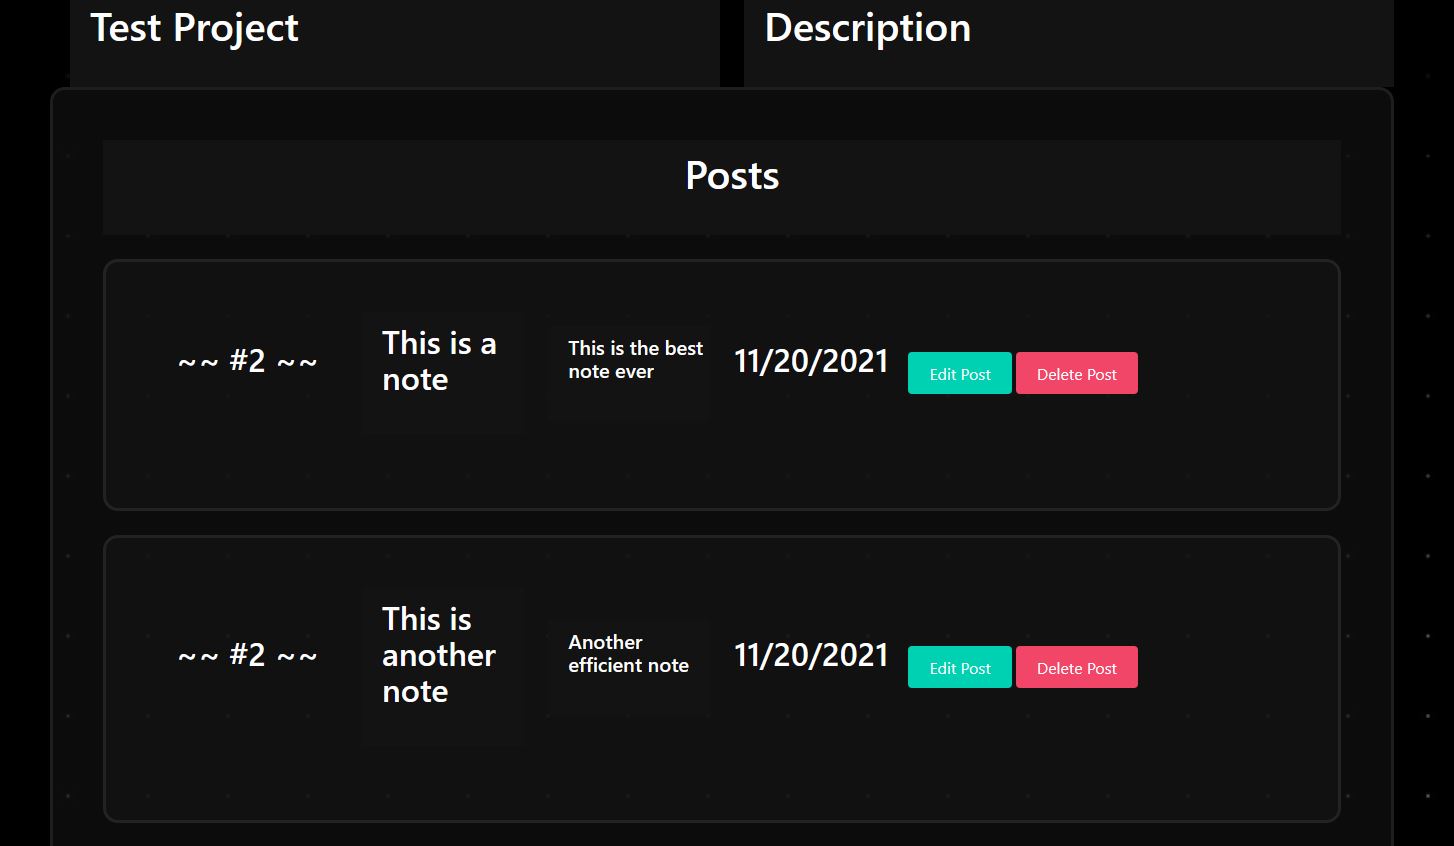 Test Project
Description
Posts
~~ #2 ~~
This is a
note
This is the best
note ever
11/20/2021
Edit Post
Delete Post
~~ #2 ~~
This is
another
note
Another
efficient note
11/20/2021
Edit Post
Delete Post